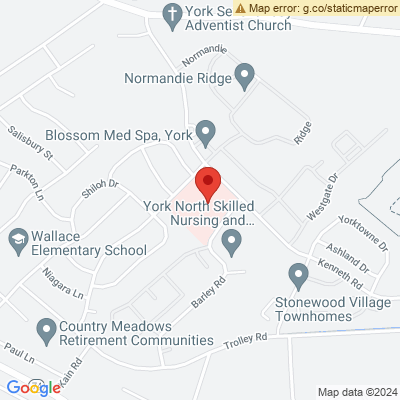 Map error: g.co/staticmaperror
York Se
Adventist Church
Normandie
Normandie Ridge
Salisbury St
Blossom Med Spa, York
Ridge
Parkton Ln
Shiloh Dr
Westgate Dr
York North Skilled
Nursing and...
Yorktowne Dr
Wallace
Elementary School
Ashland Dr
Kenneth Rd
Niagara Ln
Barley Rd
Stonewood Village
Townhomes
Country Meadows
Retirement Communities
Trolley Rd
Paul Ln
Kain Rd
Google
Map data ©2024